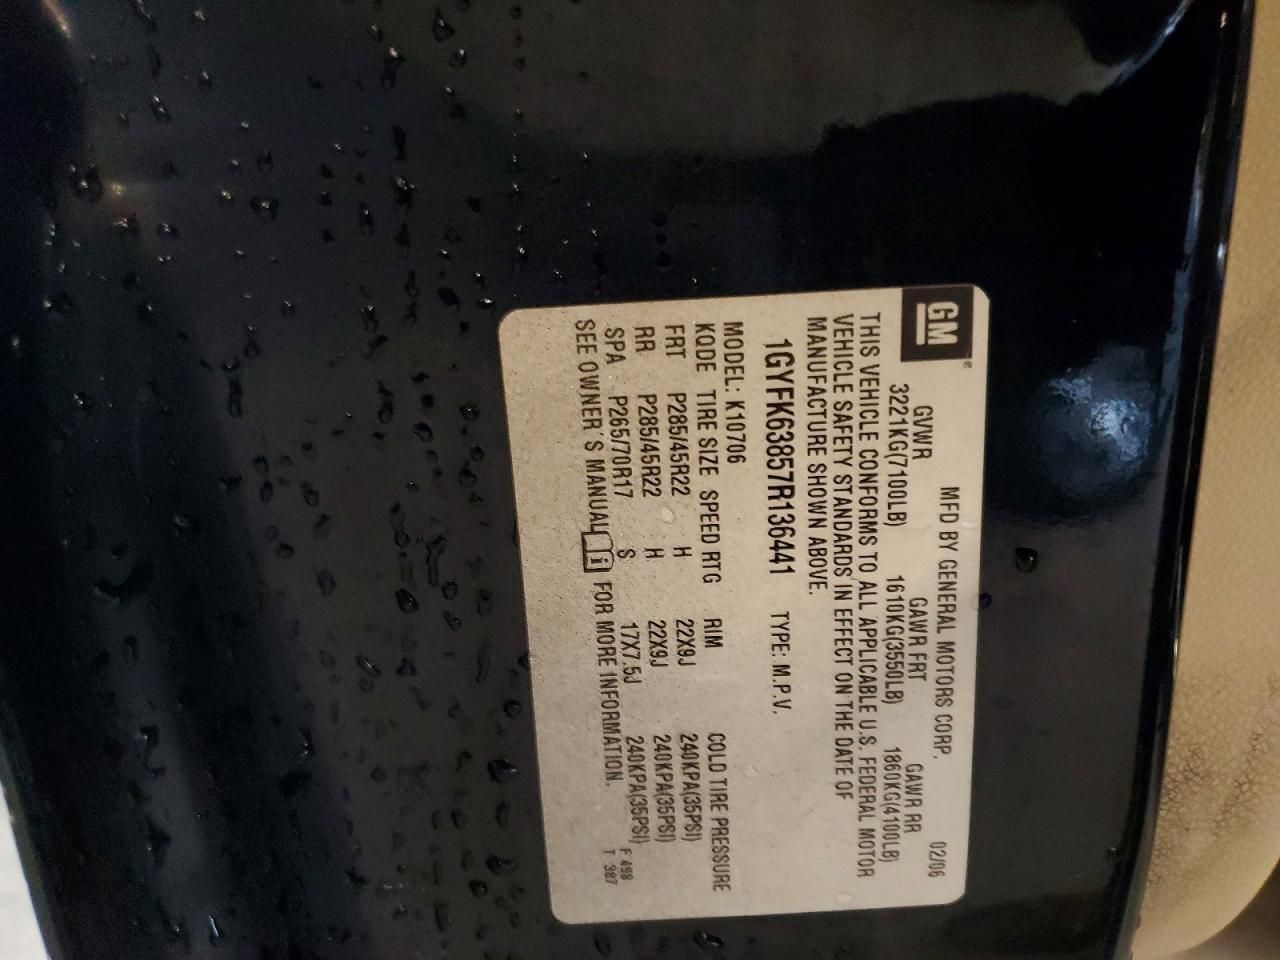 GM
MFD BY GENERAL MOTORS CORP. 02/06
GVWR GAWR FRT GAWR RR
3221KG(7100LB) 1610KG(3550LB) 1860KG(4100LB)
THIS VEHICLE CONFORMS TO ALL APPLICABLE U.S. FEDERAL MOTOR
VEHICLE SAFETY STANDARDS IN EFFECT ON THE DATE OF
MANUFACTURE SHOWN ABOVE.
1GYFK63857R136441 TYPE: M.P.V.
MODEL: K10706
KODE TIRE SIZE SPEED RTG RIM COLD TIRE PRESSURE
FRT P285/45R22 H 22X9J 240KPA(35PSI)
RR P285/45R22 H 22X9J 240KPA(35PSI)
SPA P265/70R17 S 17X7.5J 240KPA(35PSI)
SEE OWNER'S MANUAL FOR MORE INFORMATION.
F 498
T 387